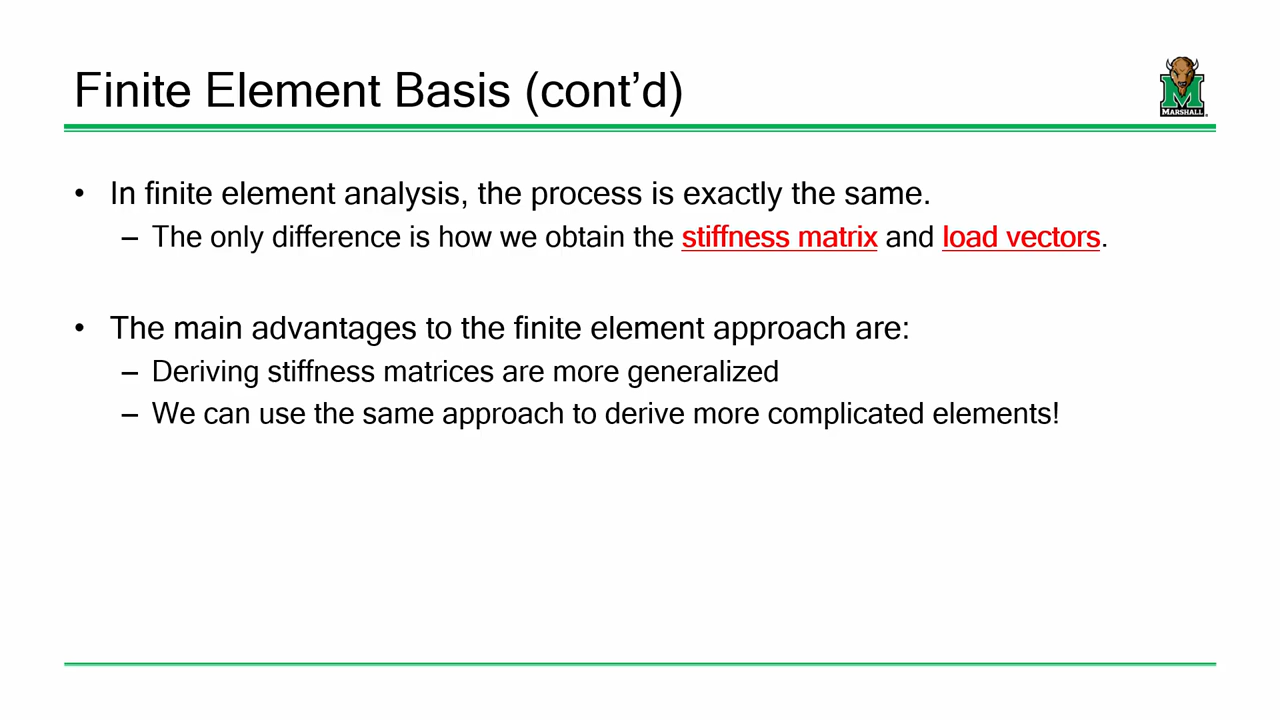 Finite Element Basis (cont’d)
MARSHALL
• In finite element analysis, the process is exactly the same.
– The only difference is how we obtain the stiffness matrix and load vectors.
• The main advantages to the finite element approach are:
– Deriving stiffness matrices are more generalized
– We can use the same approach to derive more complicated elements!